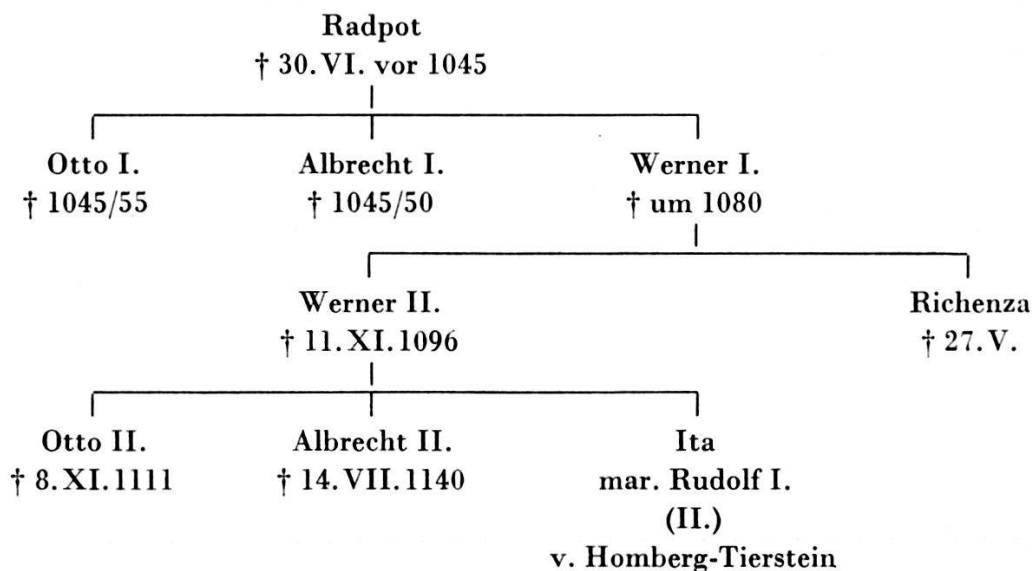 Radpot
† 30. VI. vor 1045
Otto I. Albrecht I. Werner I.
† 1045/55 † 1045/50 † um 1080
Werner II. Richenza
† 11. XI. 1096 † 27. V.
Otto II. Albrecht II. Ita
† 8. XI. 1111 † 14. VII. 1140 mar. Rudolf I.
(II.)
v. Homberg-Tierstein